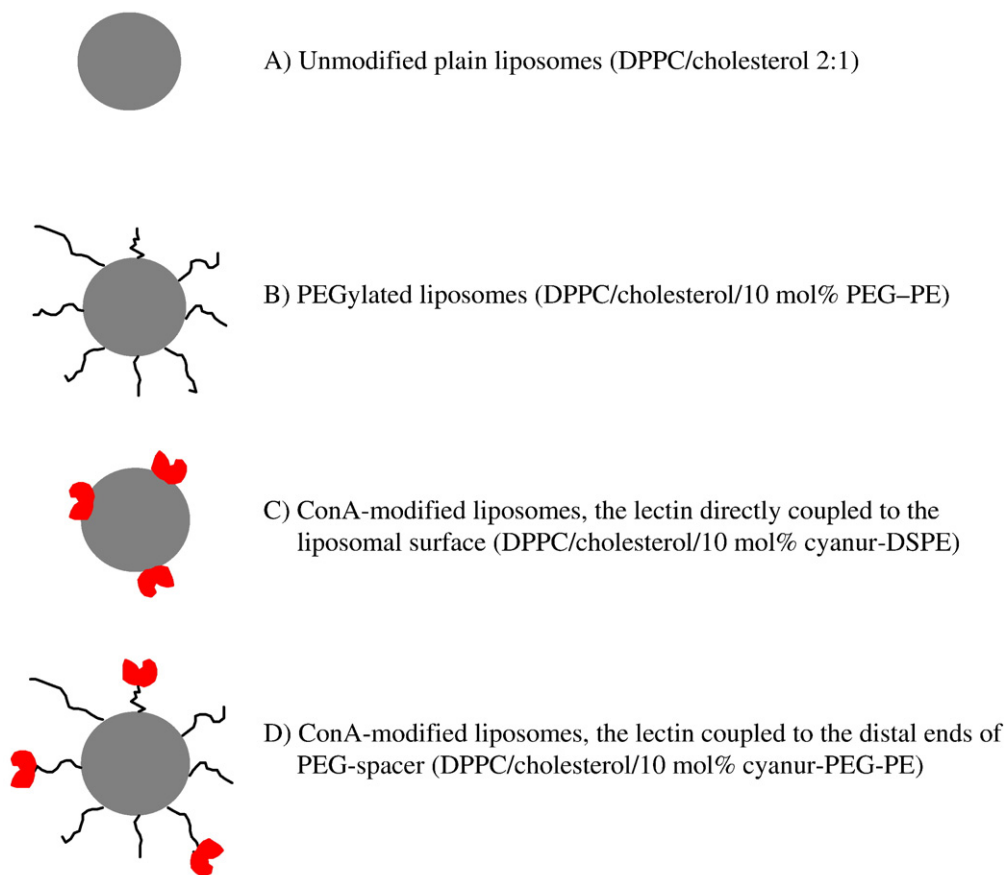 A) Unmodified plain liposomes (DPPC/cholesterol 2:1)
B) PEGylated liposomes (DPPC/cholesterol/10 mol% PEG–PE)
C) ConA-modified liposomes, the lectin directly coupled to the
liposomal surface (DPPC/cholesterol/10 mol% cyanur-DSPE)
D) ConA-modified liposomes, the lectin coupled to the distal ends of
PEG-spacer (DPPC/cholesterol/10 mol% cyanur-PEG-PE)